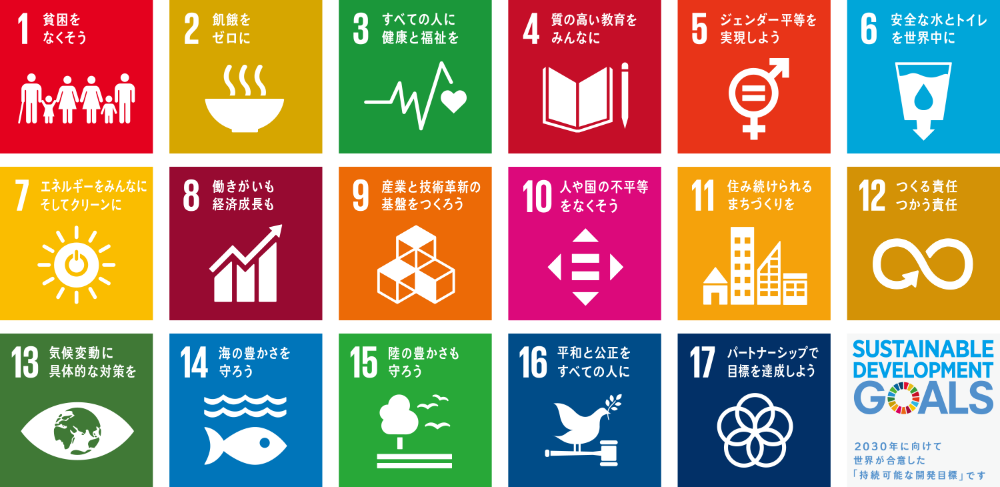 1 貧困を
なくそう
2 飢餓を
ゼロに
3 すべての人に
健康と福祉を
4 質の高い教育を
みんなに
5 ジェンダー平等を
実現しよう
6 安全な水とトイレ
を世界中に
7 エネルギーをみんなに
そしてクリーンに
8 働きがいも
経済成長も
9 産業と技術革新の
基盤をつくろう
10 人や国の不平等
をなくそう
11 住み続けられる
まちづくりを
12 つくる責任
つかう責任
13 気候変動に
具体的な対策を
14 海の豊かさを
守ろう
15 陸の豊かさも
守ろう
16 平和と公正を
すべての人に
17 パートナーシップで
目標を達成しよう
SUSTAINABLE
DEVELOPMENT
GOALS
2030年に向けて
世界が合意した
「持続可能な開発目標」です